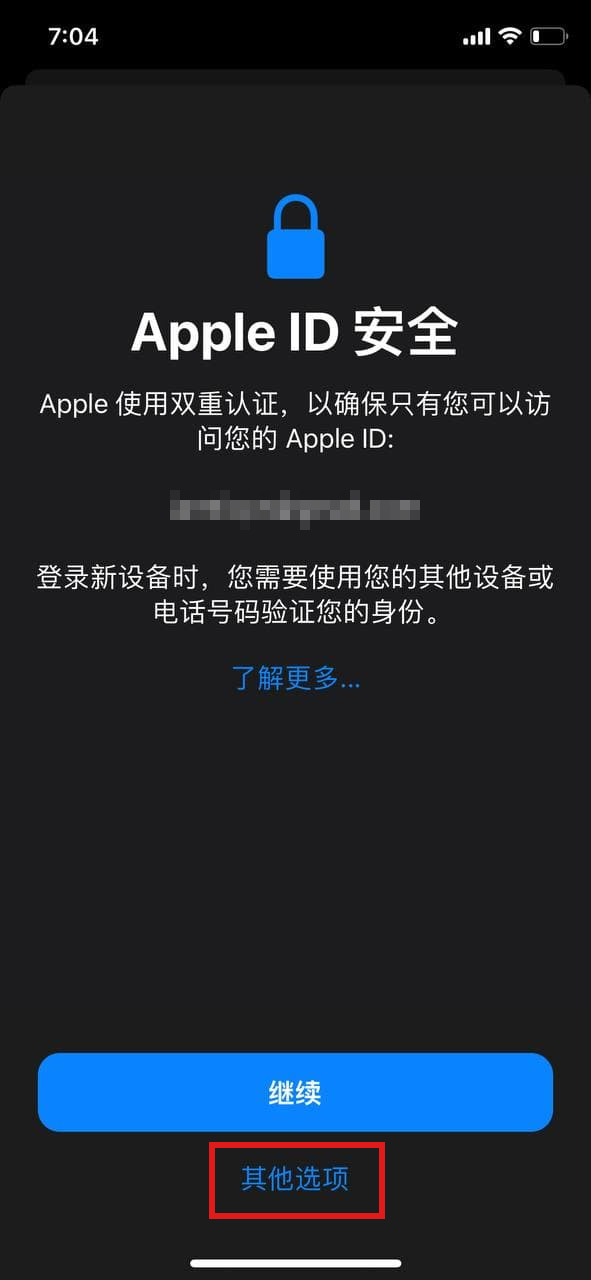 7:04
Apple ID 安全
Apple 使用双重认证，以确保只有您可以访
问您的 Apple ID:
登录新设备时，您需要使用您的其他设备或
电话号码验证您的身份。
了解更多...
继续
其他选项